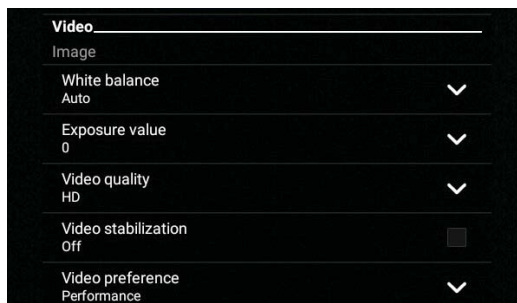 Video
Image
White balance
Auto
Exposure value
0
Video quality
HD
Video stabilization
Off
Video preference
Performance